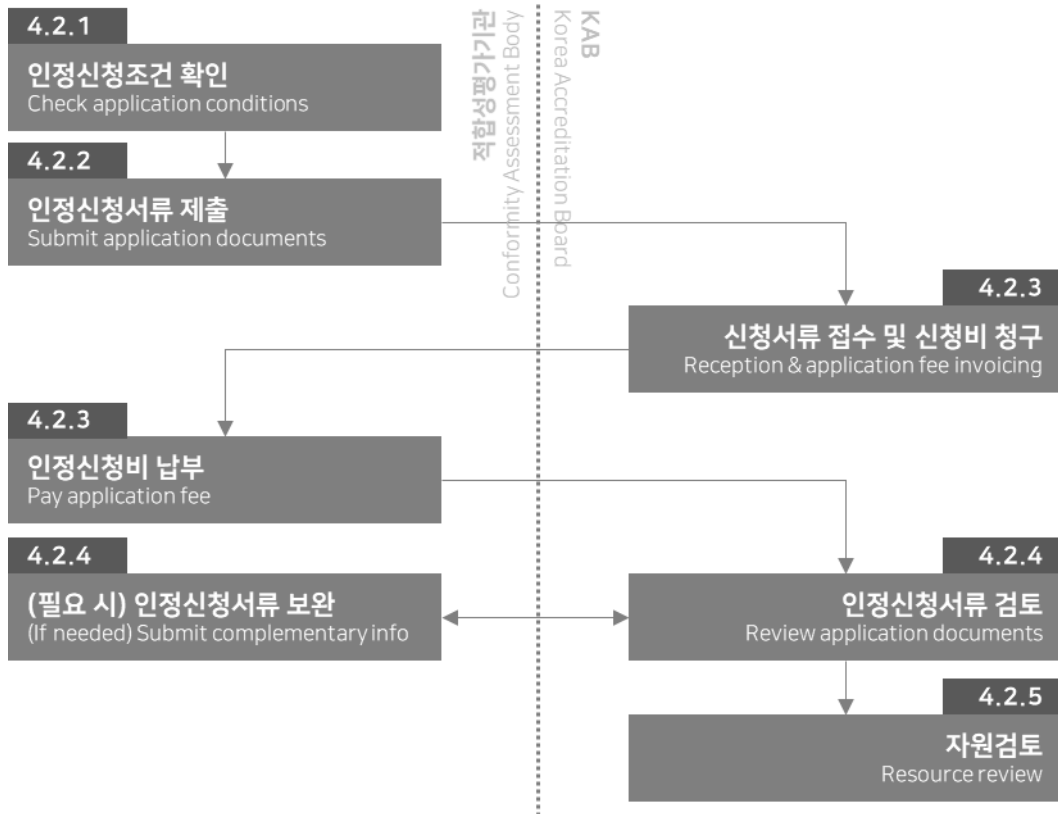 적합성평가기관
Conformity Assessment Body
KAB
Korea Accreditation Board
4.2.1
인정신청조건 확인
Check application conditions
4.2.2
인정신청서류 제출
Submit application documents
4.2.3
신청서류 접수 및 신청비 청구
Reception & application fee invoicing
4.2.3
인정신청비 납부
Pay application fee
4.2.4
(필요 시) 인정신청서류 보완
(If needed) Submit complementary info
4.2.4
인정신청서류 검토
Review application documents
4.2.5
자원검토
Resource review